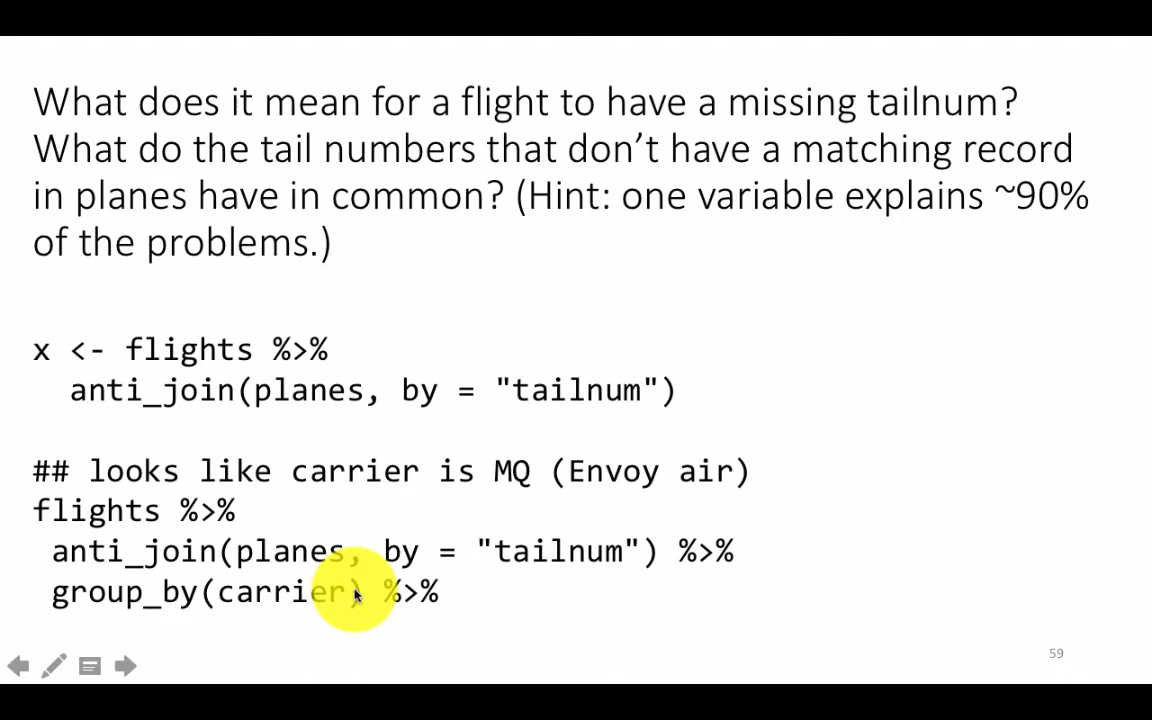 What does it mean for a flight to have a missing tailnum?
What do the tail numbers that don’t have a matching record
in planes have in common? (Hint: one variable explains ~90%
of the problems.)
x <- flights %>%
anti_join(planes, by = "tailnum")
## looks like carrier is MQ (Envoy air)
flights %>%
anti_join(planes, by = "tailnum") %>%
group_by(carrier) %>%
59